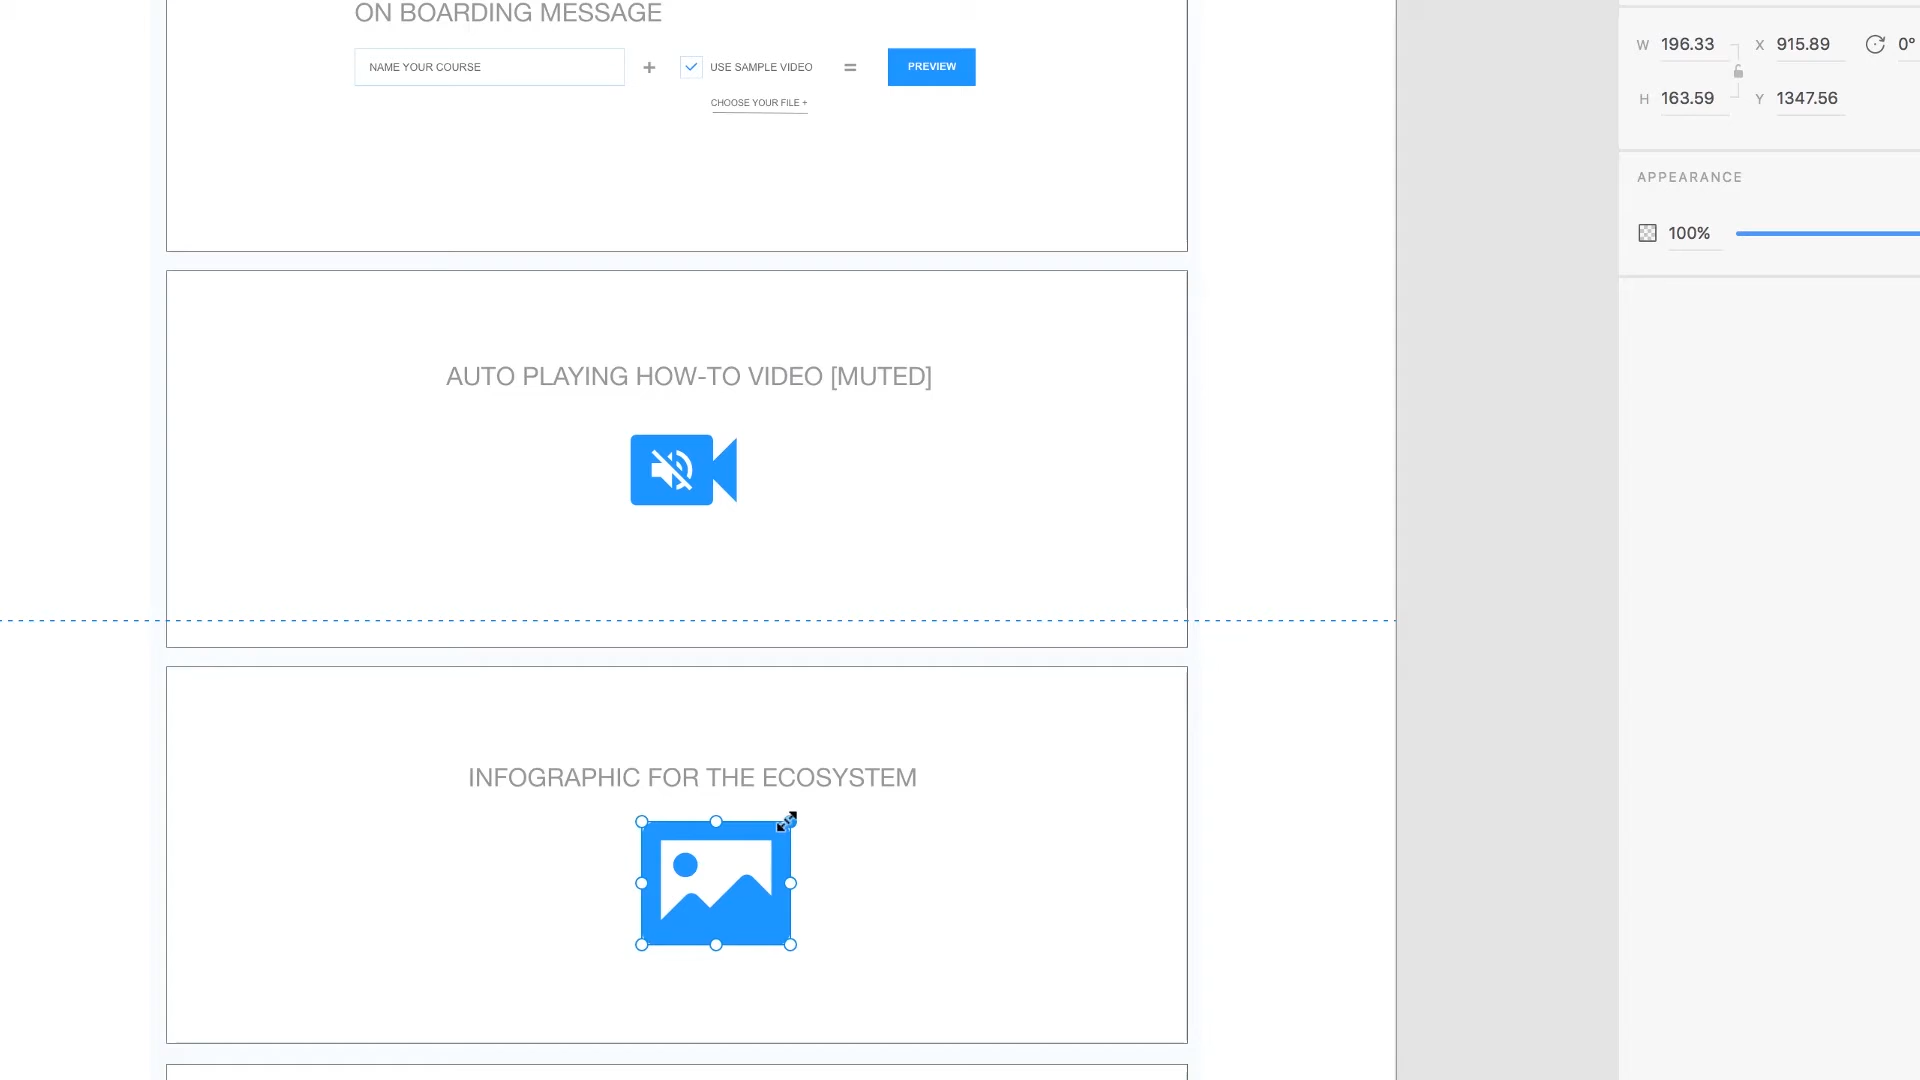 ON BOARDING MESSAGE
NAME YOUR COURSE + USE SAMPLE VIDEO = PREVIEW
CHOOSE YOUR FILE +
AUTO PLAYING HOW-TO VIDEO [MUTED]
INFOGRAPHIC FOR THE ECOSYSTEM
W 196.33 X 915.89 0°
H 163.59 Y 1347.56
APPEARANCE
100%